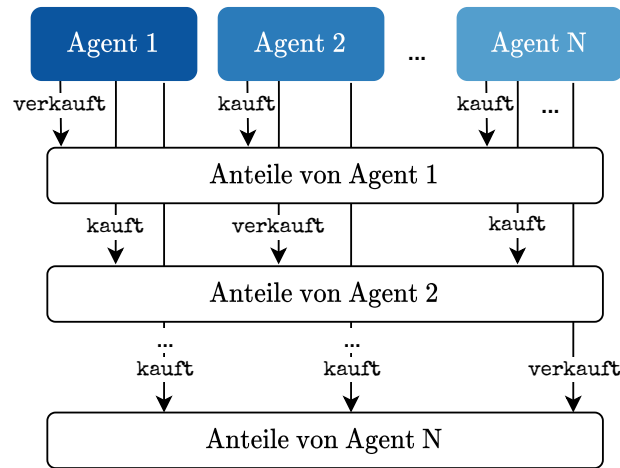 Agent 1 Agent 2 ... Agent N
verkauft kauft kauft ...
Anteile von Agent 1
kauft verkauft kauft
Anteile von Agent 2
... ...
kauft kauft verkauft
Anteile von Agent N